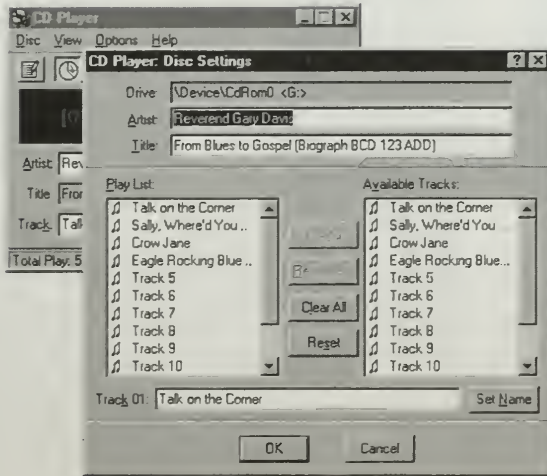 CD Player
Disc View Options Help
Artist Rev
Title From
Track Talk
Total Play: 5
CD Player: Disc Settings
Drive \Device\CdRom0 <G:>
Artist Reverend Gary Davis
Title: From Blues to Gospel (Biograph BCD 123 ADD)
Play List:
Talk on the Corner
Sally, Where'd You ..
Crow Jane
Eagle Rocking Blue ..
Track 5
Track 6
Track 7
Track 8
Track 9
Track 10
Clear All
Reset
Available Tracks:
Talk on the Corner
Sally, Where'd You ..
Crow Jane
Eagle Rocking Blue...
Track 5
Track 6
Track 7
Track 8
Track 9
Track 10
Track 01: Talk on the Corner
Set Name
OK Cancel